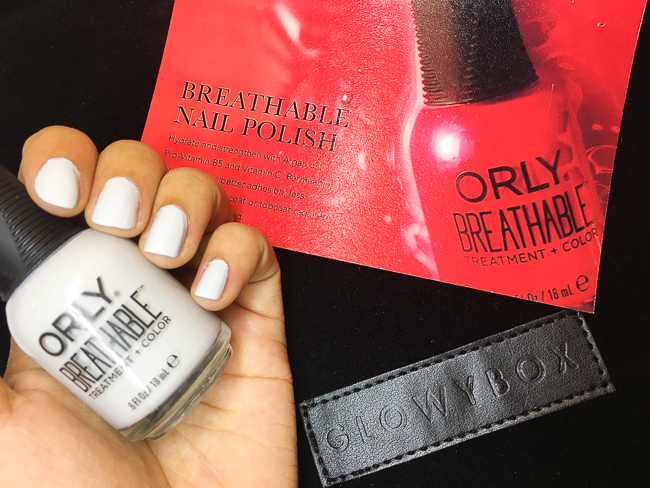 BREATHABLE
NAIL POLISH
Hydrate and strengthen with Argan oil,
Pro-Vitamin B5 and Vitamin C. Permeable
better adhesion, less
coat or topcoat required
ORLY
BREATHABLE
TREATMENT + COLOR
fl Oz / 18 mL e
ORLY®
BREATHABLE™
TREATMENT + COLOR
.6 fl Oz / 18 mL e
GLOWYBOX